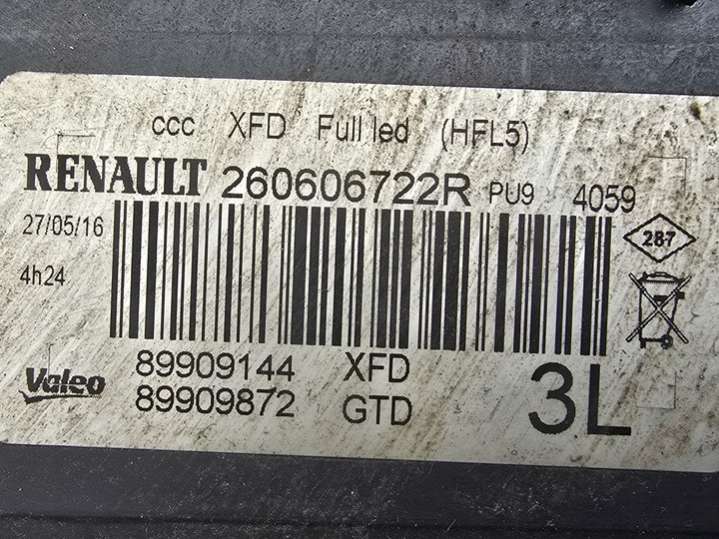 ccc XFD Full led (HFL5)
RENAULT 260606722R PU9 4059
27/05/16
287
4h24
89909144 XFD
Valeo
89909872 GTD
3L